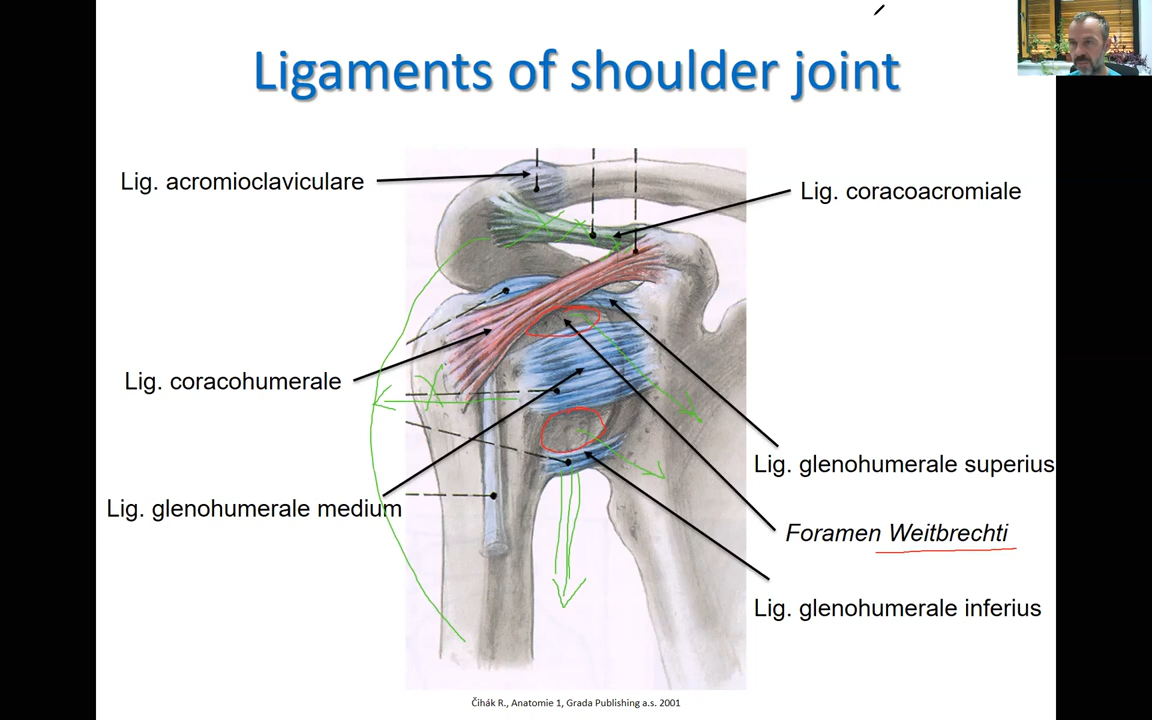 Ligaments of shoulder joint
Lig. acromioclaviculare
Lig. coracoacromiale
Lig. coracohumerale
Lig. glenohumerale superius
Lig. glenohumerale medium
Foramen Weitbrechti
Lig. glenohumerale inferius
Čihák R., Anatomie 1, Grada Publishing a.s. 2001